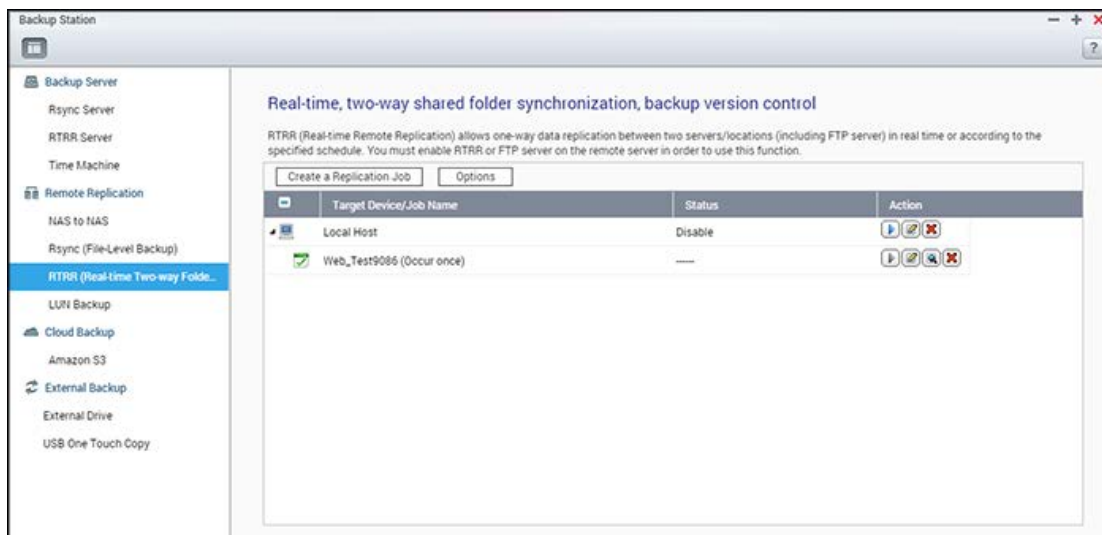 Backup Station
Backup Server
Rsync Server
RTRR Server
Time Machine
Remote Replication
NAS to NAS
Rsync (File-Level Backup)
RTRR (Real-time Two-way Folde...
LUN Backup
Cloud Backup
Amazon S3
External Backup
External Drive
USB One Touch Copy
Real-time, two-way shared folder synchronization, backup version control
RTRR (Real-time Remote Replication) allows one-way data replication between two servers/locations (including FTP server) in real time or according to the
specified schedule. You must enable RTRR or FTP server on the remote server in order to use this function.
Create a Replication Job Options
Target Device/Job Name Status Action
Local Host Disable
Web_Test9086 (Occur once) -----